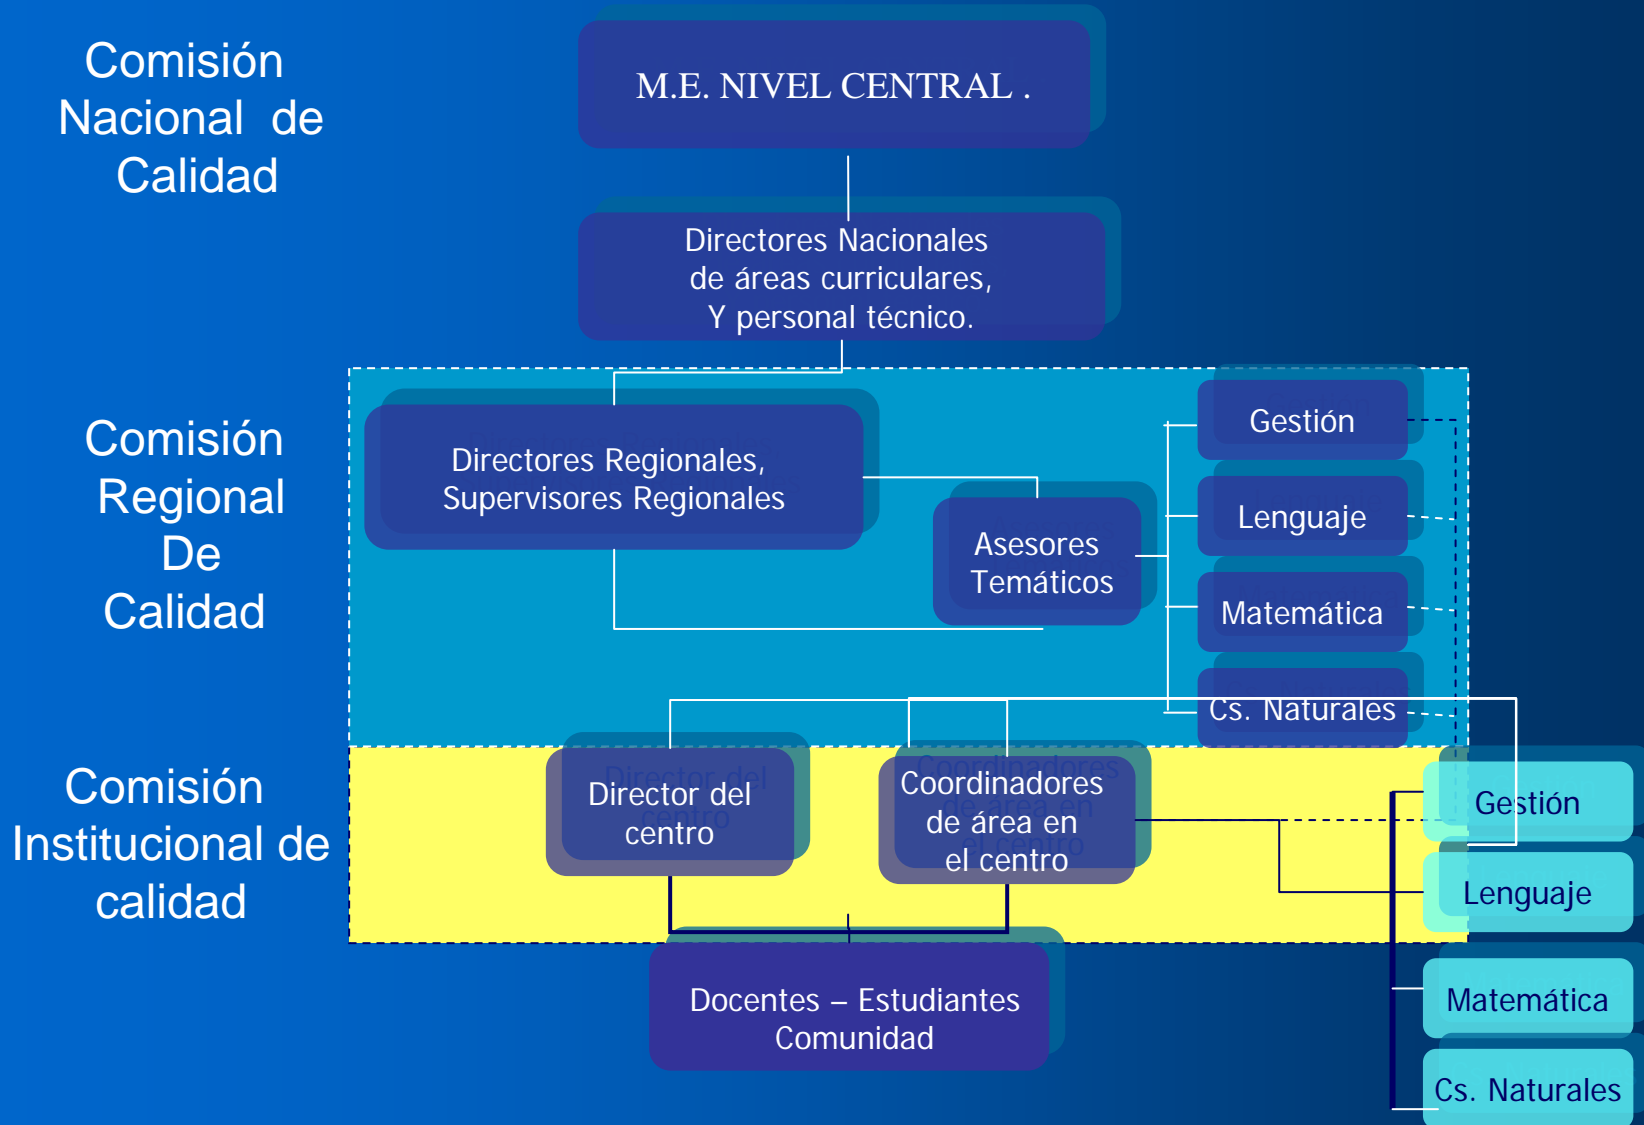 Comisión
Nacional de
Calidad
M.E. NIVEL CENTRAL .
Directores Nacionales
de áreas curriculares,
Y personal técnico.
Comisión
Regional
De
Calidad
Directores Regionales,
Supervisores Regionales
Asesores
Temáticos
Gestión
Lenguaje
Matemática
Cs. Naturales
Comisión
Institucional de
calidad
Director del
centro
Coordinadores
de área en
el centro
Gestión
Lenguaje
Matemática
Cs. Naturales
Docentes – Estudiantes
Comunidad